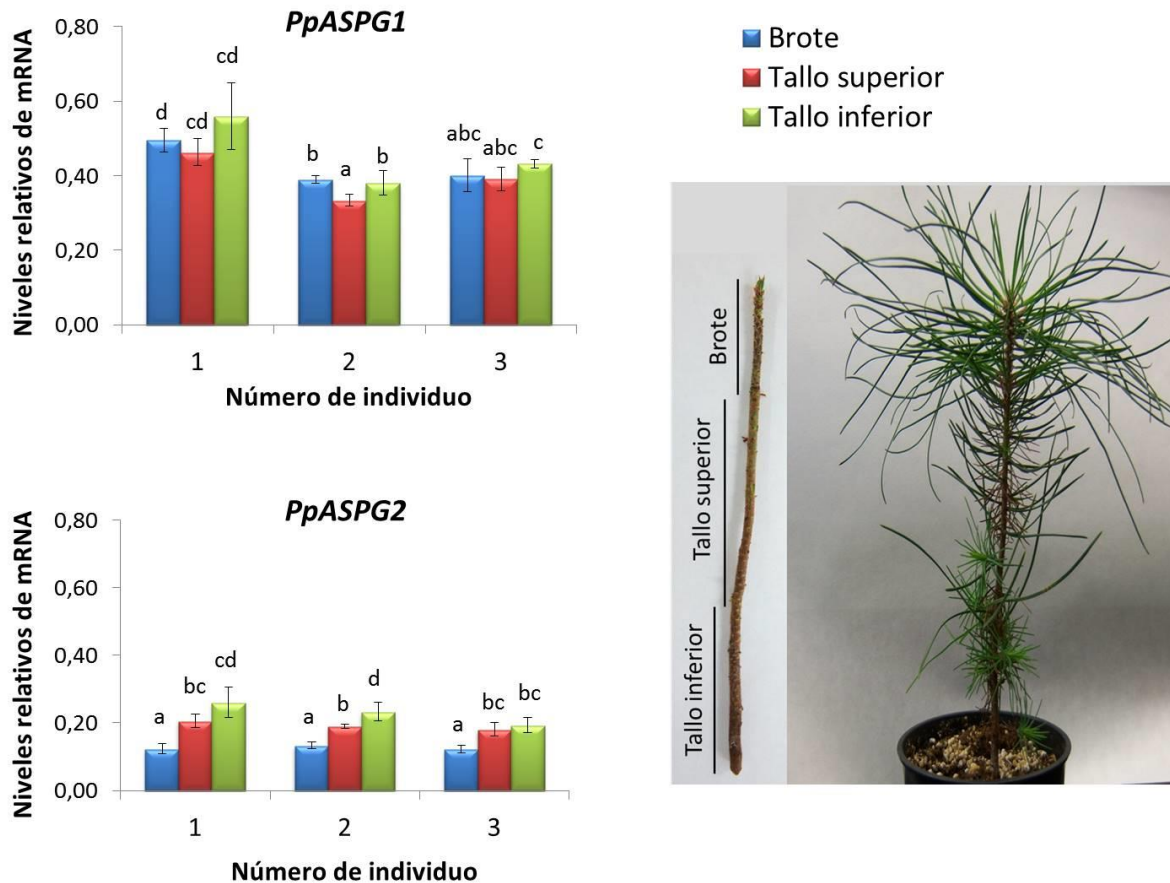 PpASPG1
Niveles relativos de mRNA
0,80
0,60
0,40
0,20
0,00
d cd cd
b a b
abc abc c
1 2 3
Número de individuo
PpASPG2
Niveles relativos de mRNA
0,80
0,60
0,40
0,20
0,00
a bc cd
a b d
a bc bc
1 2 3
Número de individuo
Brote
Tallo superior
Tallo inferior
Brote
Tallo superior
Tallo inferior